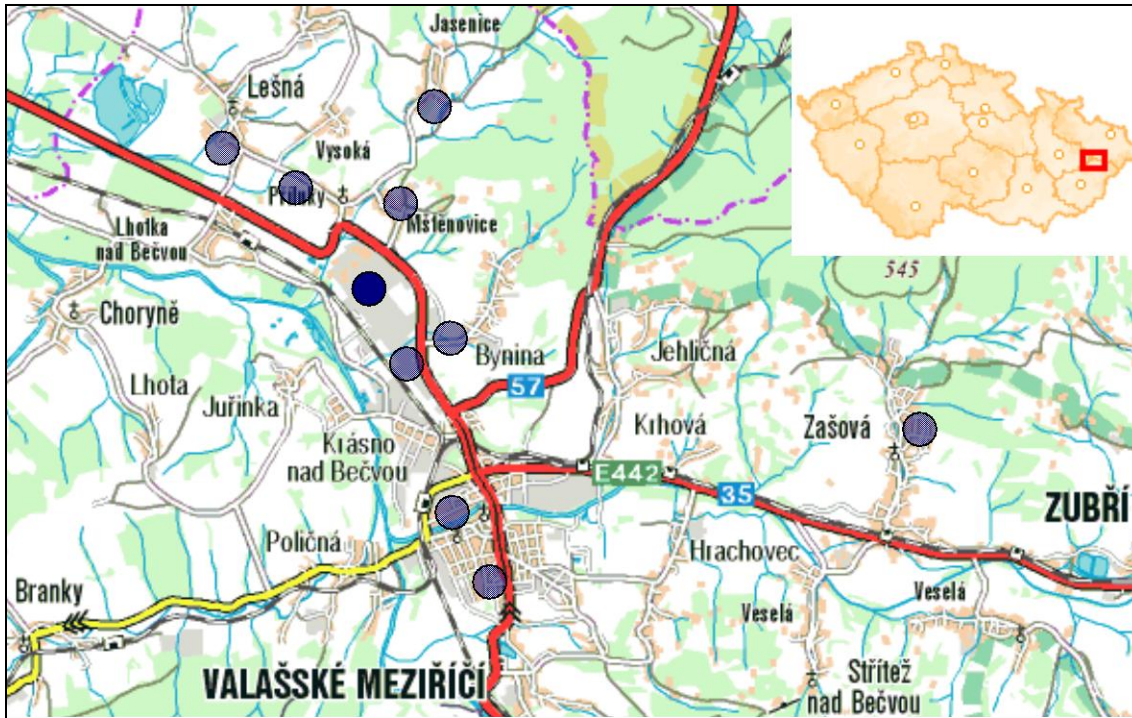 Jasenice
Lešná
Vysoká
Příluky
Mštěnovice
Lhotka
nad Bečvou
545
Choryně
Bynina
Jehličná
Lhota
57
Juřinka
Krhová
Zašová
Krásno
nad Bečvou
E442
35
ZUBŘÍ
Poličná
Hrachovec
Branky
Veselá
Veselá
VALAŠSKÉ MEZIŘÍČÍ
Střítež
nad Bečvou